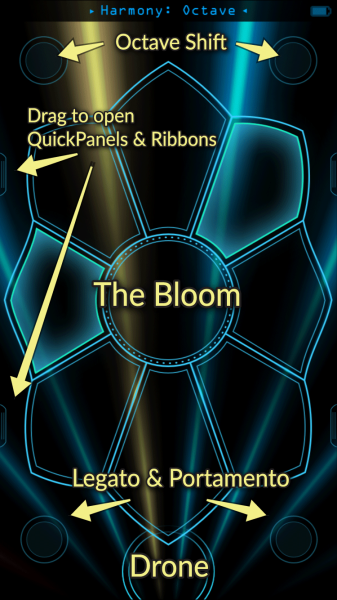 ▸ Harmony: Octave ◂
Octave Shift
Drag to open
QuickPanels & Ribbons
The Bloom
Legato & Portamento
Drone